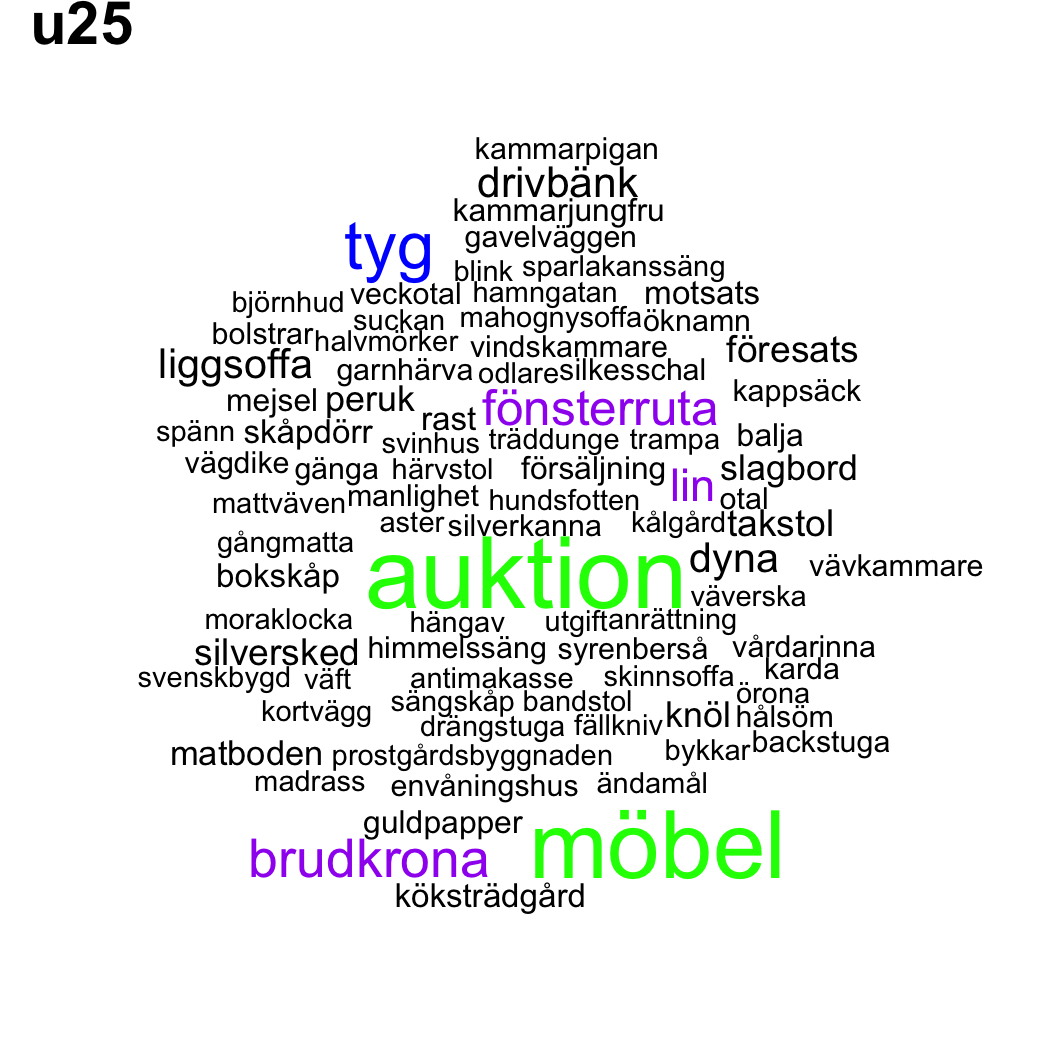 u25
kammarpigan
drivbänk
kammarjungfru
tyg gavelväggen
blink sparlakanssäng
björnhud veckotal hamngatan motsats
suckan mahognysoffa öknamn
bolstrar halvmörker vindskammare föresats
liggsoffa garnhärva odlare silkesschal
mejsel peruk fönsterruta kappsäck
rast
spänn skåpdörr svinhus träddunge trampa balja
vägdike gänga härvstol försäljning slagbord
lin
mattväven manlighet hundsfotten otal
aster silverkanna kålgård takstol
gångmatta
auktion dyna vävkammare
bokskåp väverska
moraklocka hängav utgift anrättning
silversked himmelssäng syrenberså vårdarinna
svenskbygd väft antimakasse skinnsoffa karda
sängskåp bandstol örona
kortvägg drängstuga fällkniv knöl hålsöm
matboden prostgårdsbyggnaden bykkar backstuga
madrass envåningshus ändamål
guldpapper möbel
brudkrona
köksträdgård